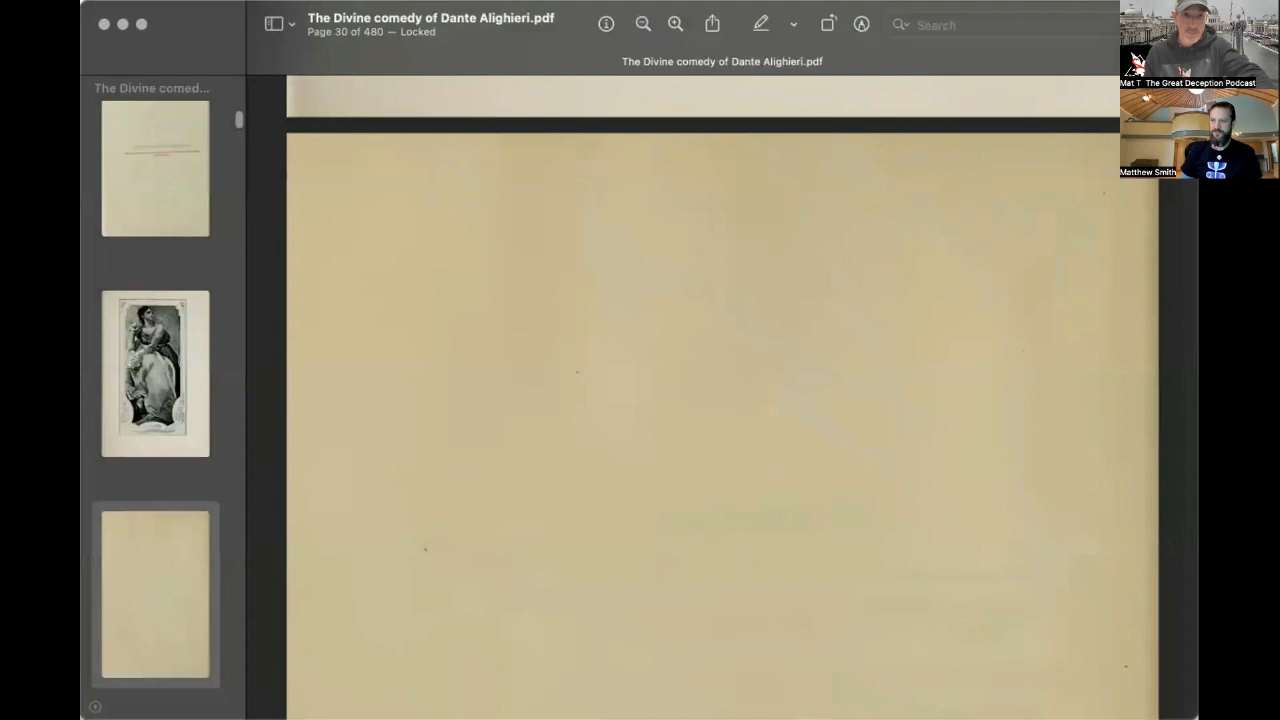 The Divine comedy of Dante Alighieri.pdf
Page 30 of 480 — Locked
Search
The Divine comedy of Dante Alighieri.pdf
The Divine comed...
Mat T The Great Deception Podcast
Matthew Smith